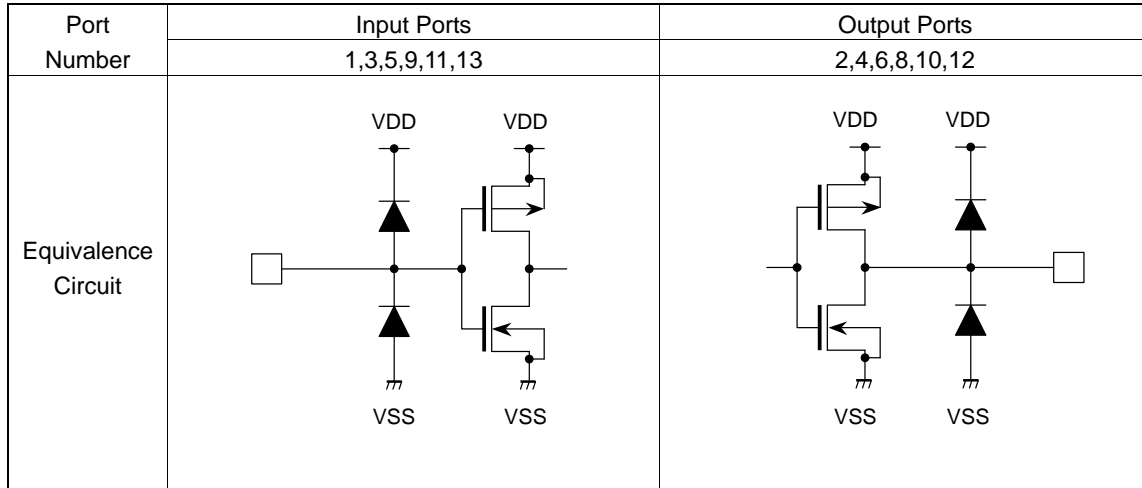 Port
Number
Input Ports
Output Ports
1,3,5,9,11,13
2,4,6,8,10,12
Equivalence
Circuit
VDD
VDD
VSS
VSS
VDD
VDD
VSS
VSS